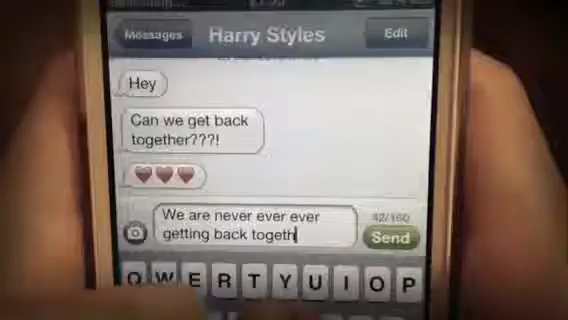 Messages
Harry Styles
Edit
Hey
Can we get back
together???!
We are never ever ever
getting back togeth
42/160
Send
Q W E R T Y U I O P